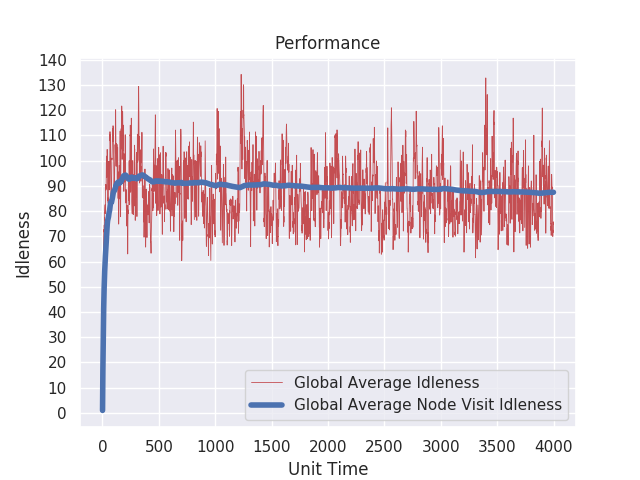 Performance
140
130
120
110
100
90
80
70
60
50
40
30
20
10
0
Idleness
Global Average Idleness
Global Average Node Visit Idleness
0 500 1000 1500 2000 2500 3000 3500 4000
Unit Time